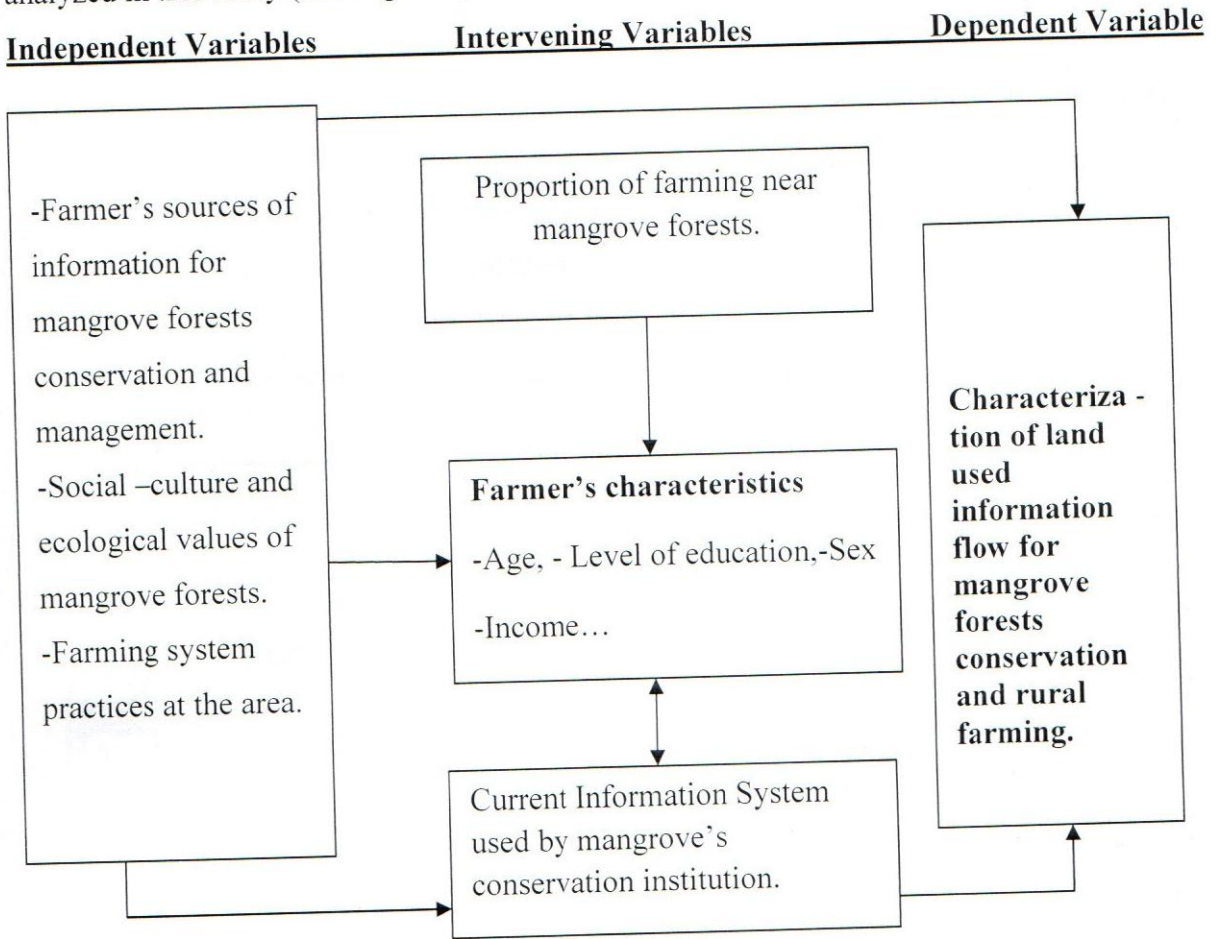 Independent Variables
Intervening Variables
Dependent Variable
-Farmer's sources of
information for
mangrove forests
conservation and
management.
-Social –culture and
ecological values of
mangrove forests.
-Farming system
practices at the area.
Proportion of farming near
mangrove forests.
Farmer's characteristics
-Age, - Level of education,-Sex
-Income…
Current Information System
used by mangrove's
conservation institution.
Characteriza -
tion of land
used
information
flow for
mangrove
forests
conservation
and rural
farming.